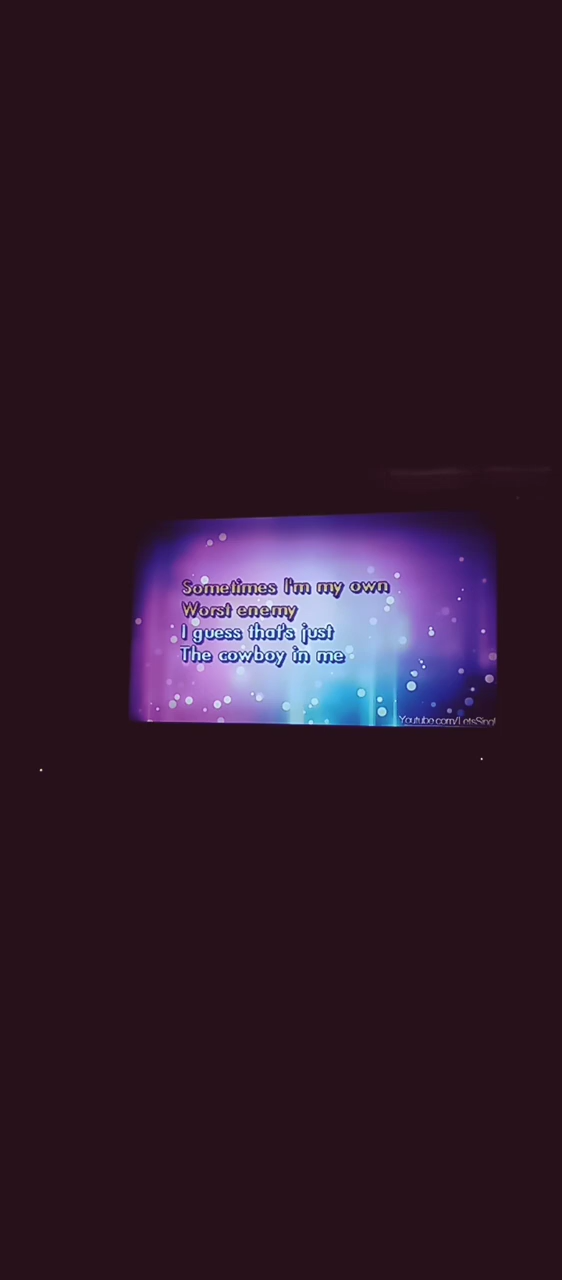 Sometimes I'm my own
Worst enemy
I guess that's just
The cowboy in me
Youtube.com/LetsSing!